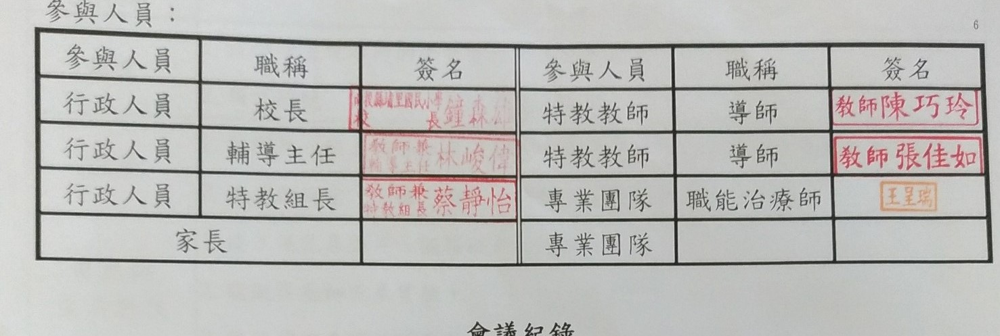 參與人員：
6
參與人員 職稱 簽名 參與人員 職稱 簽名
行政人員 校長 南投縣埔里國民小學校長鐘森雄 特教教師 導師 教師陳巧玲
行政人員 輔導主任 教師兼輔導主任林峻偉 特教教師 導師 教師張佳如
行政人員 特教組長 教師兼特教組長蔡靜怡 專業團隊 職能治療師 王呈瑞
家長 專業團隊
會議紀錄